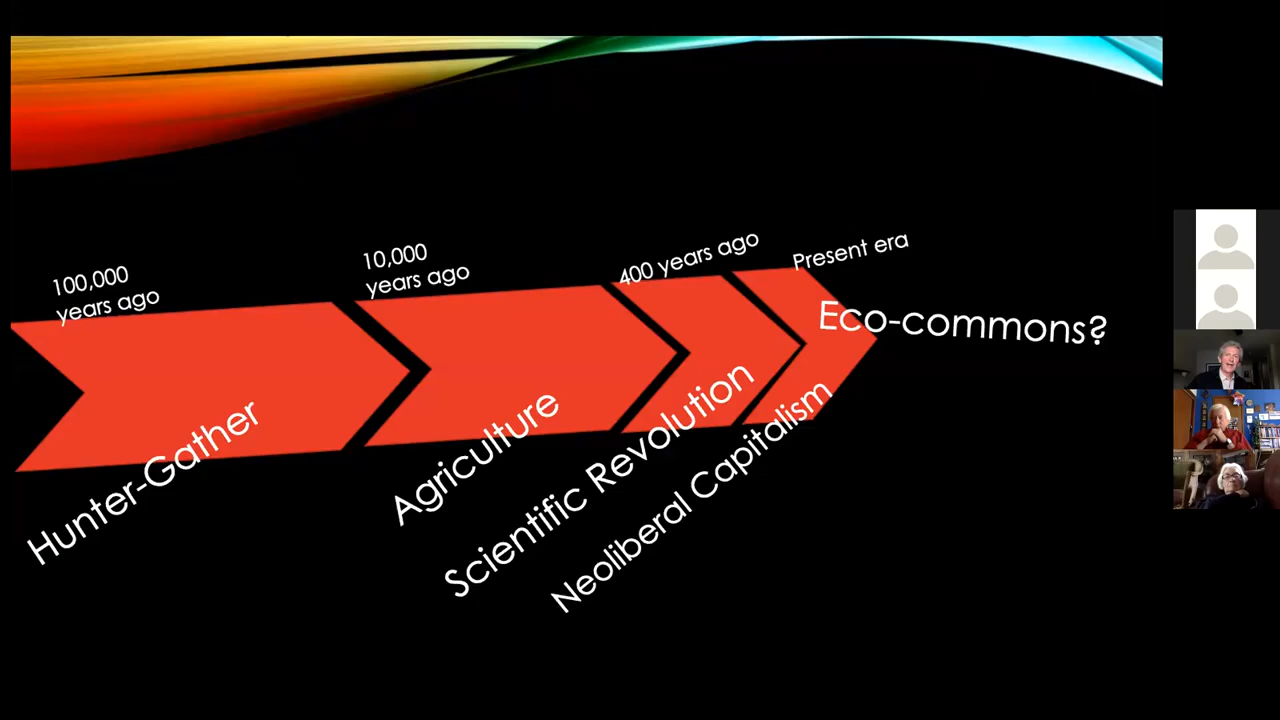 100,000
years ago
10,000
years ago
400 years ago
Present era
Eco-commons?
Hunter-Gather
Agriculture
Scientific Revolution
Neoliberal Capitalism